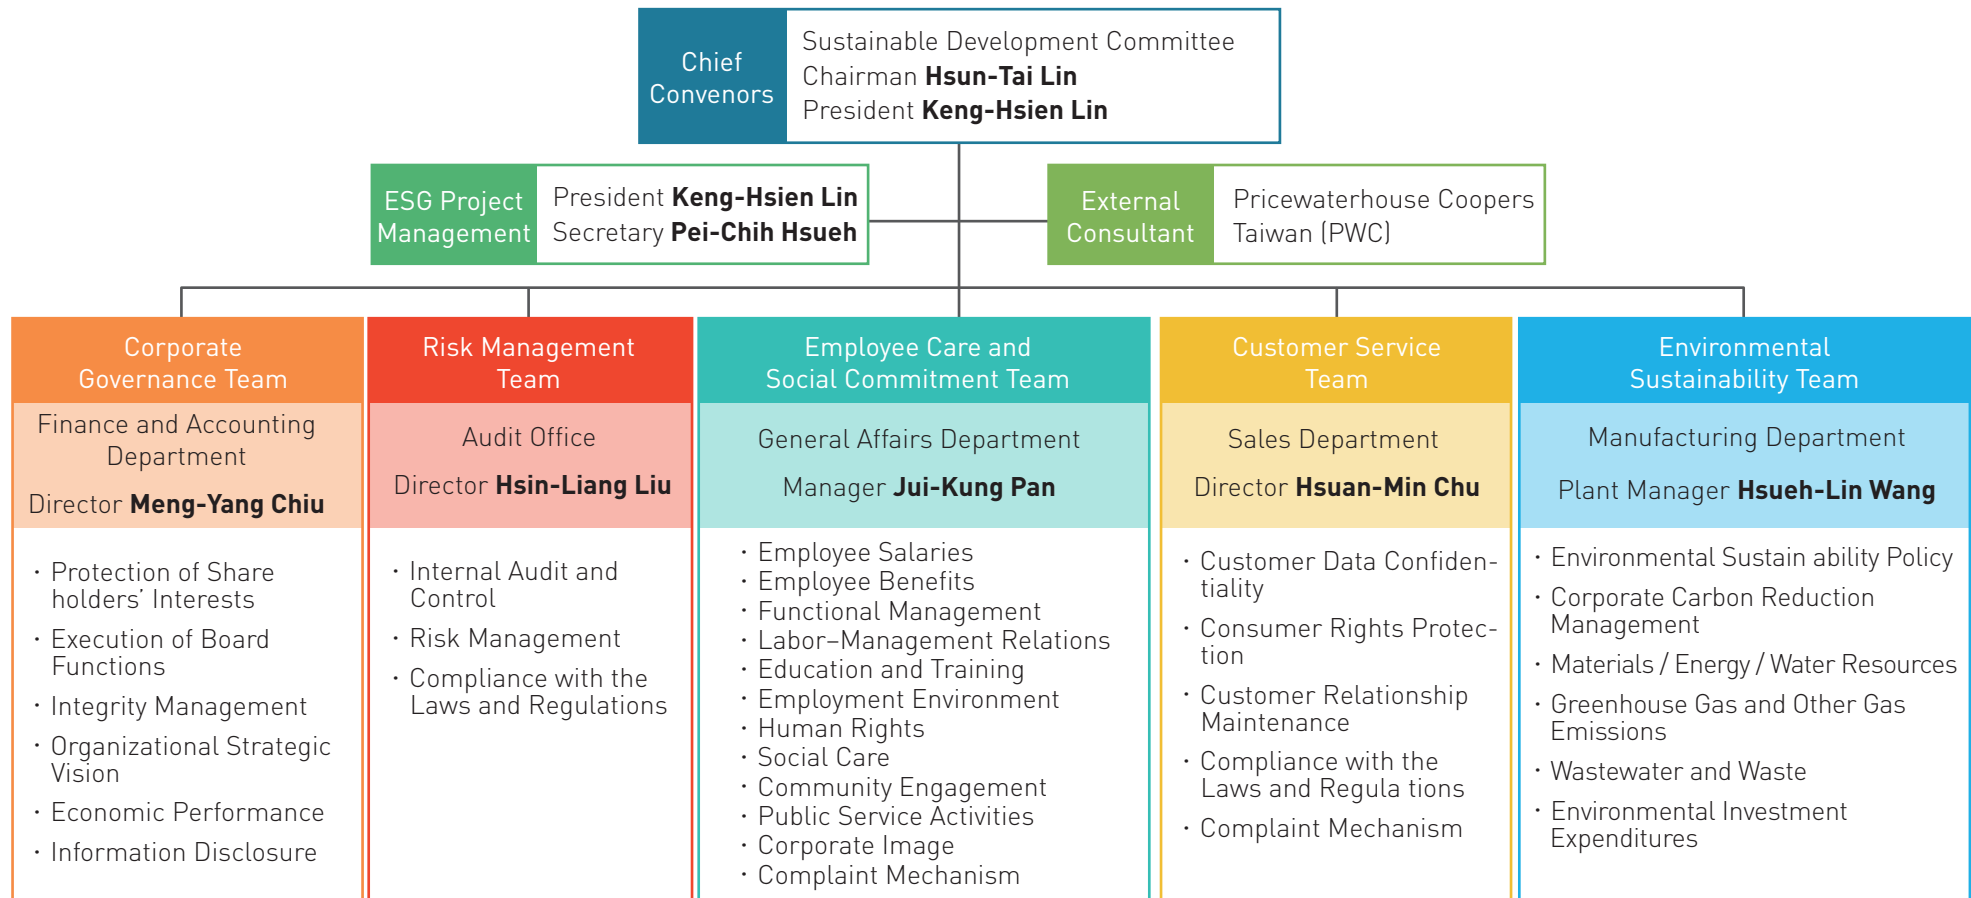 Chief
Convenors
Sustainable Development Committee
Chairman Hsun-Tai Lin
President Keng-Hsien Lin
ESG Project
Management
President Keng-Hsien Lin
Secretary Pei-Chih Hsueh
External
Consultant
Pricewaterhouse Coopers
Taiwan (PWC)
Corporate
Governance Team
Finance and Accounting
Department
Director Meng-Yang Chiu
· Protection of Share
holders' Interests
· Execution of Board
Functions
· Integrity Management
· Organizational Strategic
Vision
· Economic Performance
· Information Disclosure
Risk Management
Team
Audit Office
Director Hsin-Liang Liu
· Internal Audit and
Control
· Risk Management
· Compliance with the
Laws and Regulations
Employee Care and
Social Commitment Team
General Affairs Department
Manager Jui-Kung Pan
· Employee Salaries
· Employee Benefits
· Functional Management
· Labor–Management Relations
· Education and Training
· Employment Environment
· Human Rights
· Social Care
· Community Engagement
· Public Service Activities
· Corporate Image
· Complaint Mechanism
Customer Service
Team
Sales Department
Director Hsuan-Min Chu
· Customer Data Confiden-
tiality
· Consumer Rights Protec-
tion
· Customer Relationship
Maintenance
· Compliance with the
Laws and Regula tions
· Complaint Mechanism
Environmental
Sustainability Team
Manufacturing Department
Plant Manager Hsueh-Lin Wang
· Environmental Sustain ability Policy
· Corporate Carbon Reduction
Management
· Materials / Energy / Water Resources
· Greenhouse Gas and Other Gas
Emissions
· Wastewater and Waste
· Environmental Investment
Expenditures